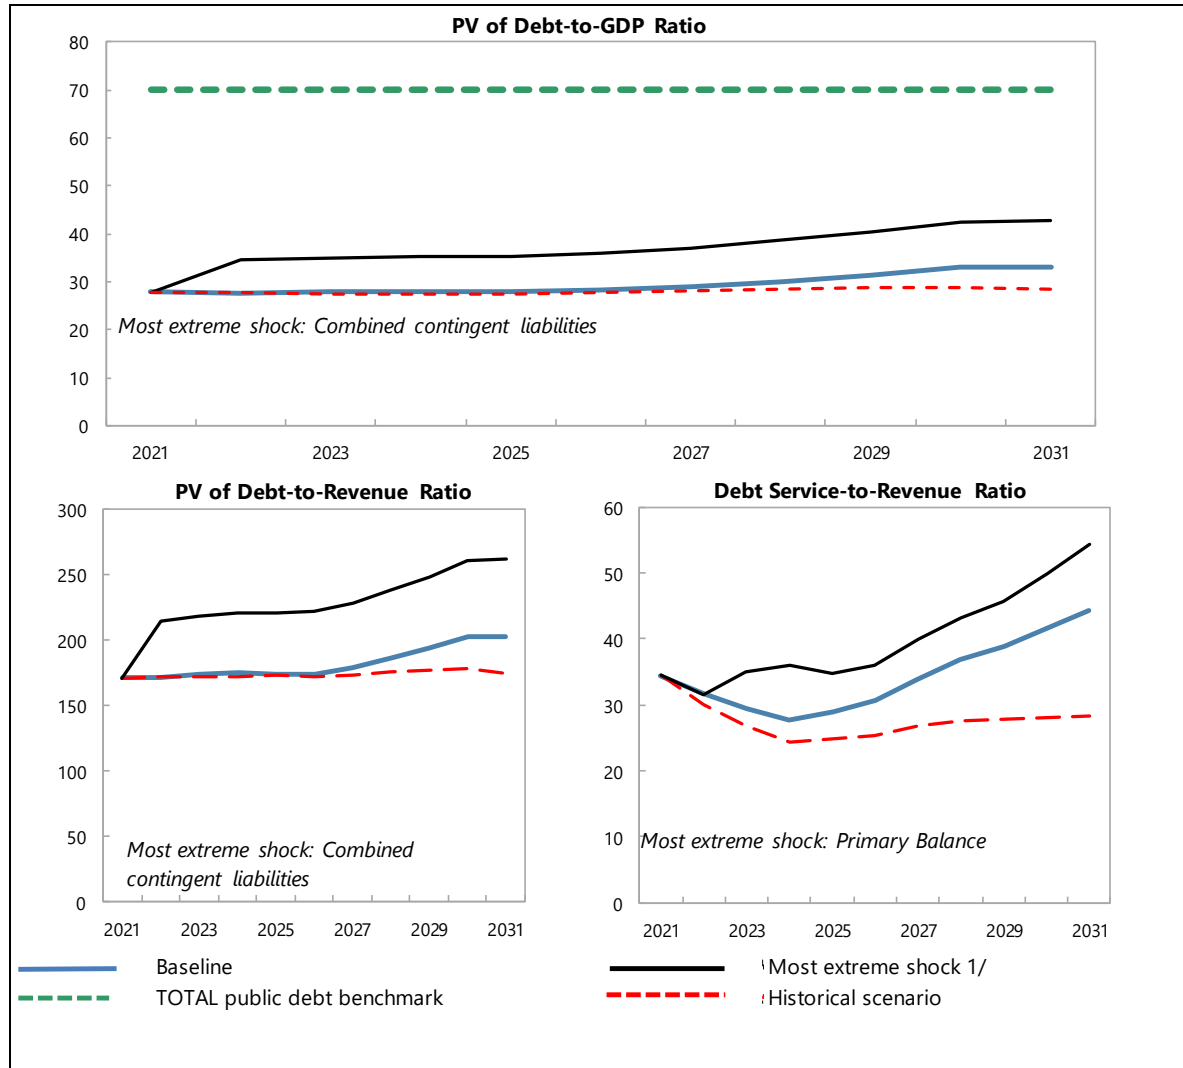 PV of Debt-to-GDP Ratio
80
70
60
50
40
30
20
10
0
Most extreme shock: Combined contingent liabilities
2021 2023 2025 2027 2029 2031
PV of Debt-to-Revenue Ratio
300
250
200
150
100
50
0
Most extreme shock: Combined
contingent liabilities
2021 2023 2025 2027 2029 2031
Debt Service-to-Revenue Ratio
60
50
40
30
20
10
0
Most extreme shock: Primary Balance
2021 2023 2025 2027 2029 2031
Baseline
Most extreme shock 1/
TOTAL public debt benchmark
Historical scenario